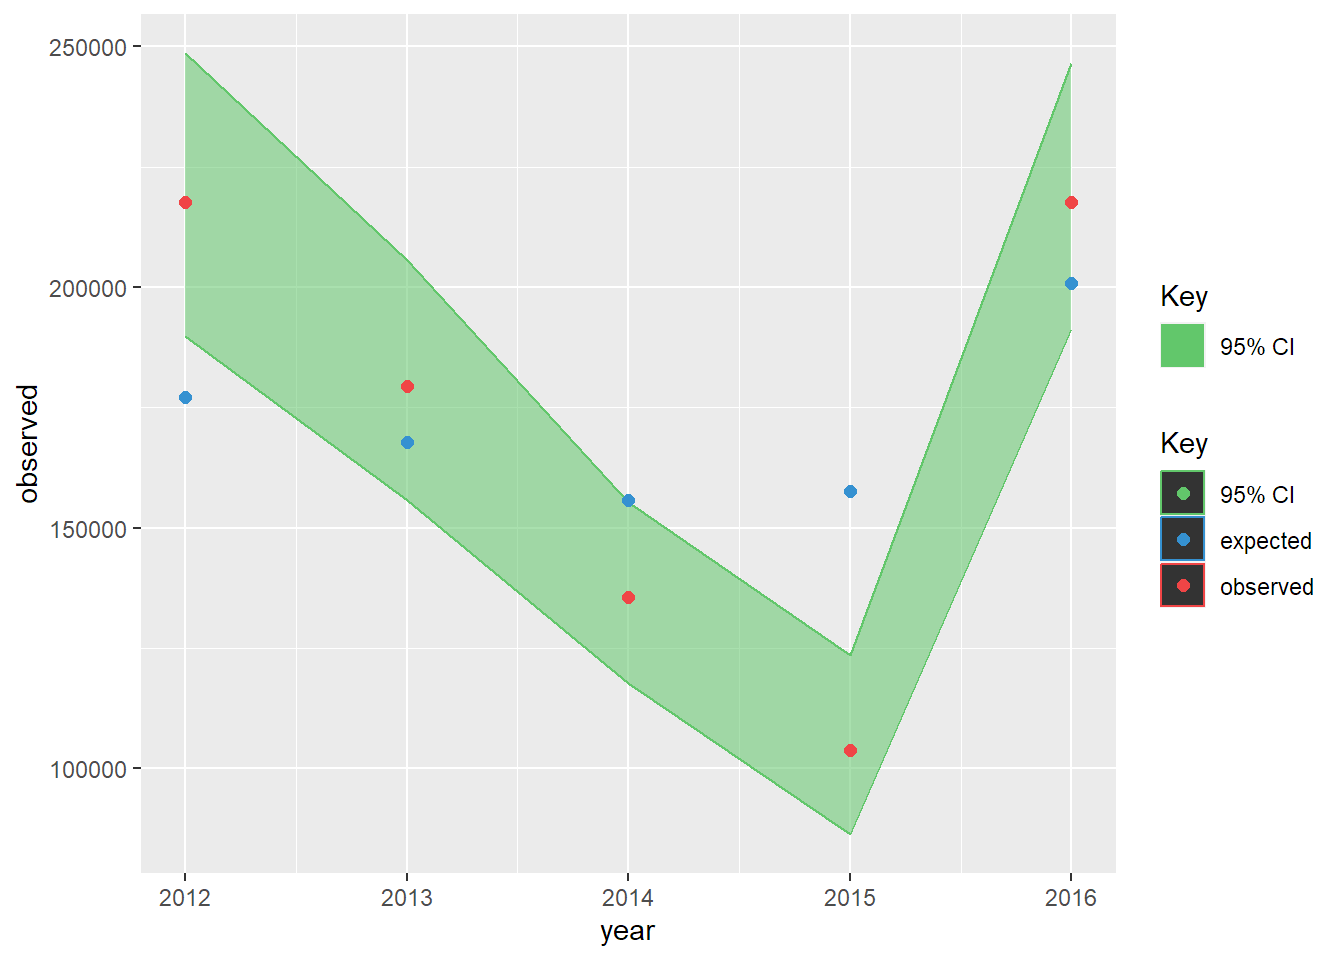 250000
200000
150000
100000
observed
2012 2013 2014 2015 2016
year
Key
95% CI
Key
95% CI
expected
observed